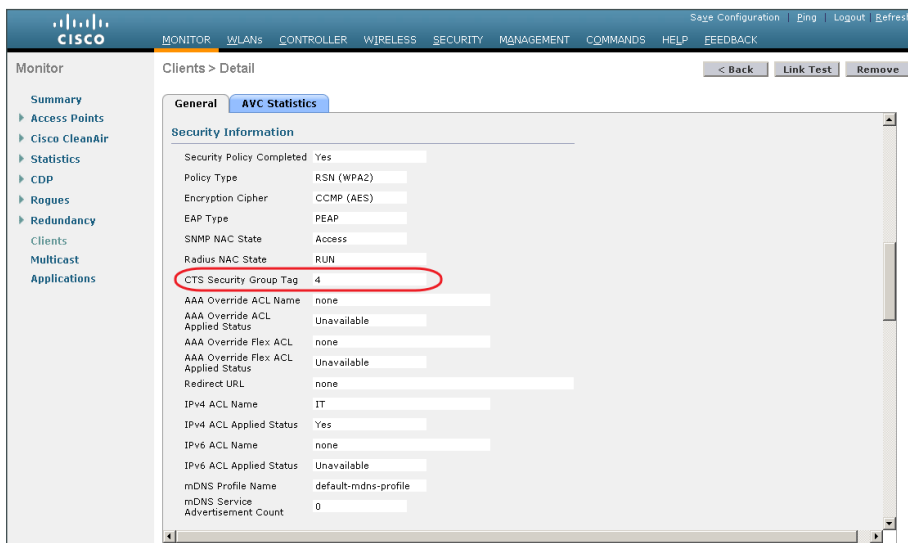 Save Configuration | Ping | Logout | Refresh
CISCO
MONITOR WLANs CONTROLLER WIRELESS SECURITY MANAGEMENT COMMANDS HELP FEEDBACK
Monitor
Clients > Detail
< Back
Link Test
Remove
Summary
Access Points
Cisco CleanAir
Statistics
CDP
Rogues
Redundancy
Clients
Multicast
Applications
General
AVC Statistics
Security Information
Security Policy Completed Yes
Policy Type RSN (WPA2)
Encryption Cipher CCMP (AES)
EAP Type PEAP
SNMP NAC State Access
Radius NAC State RUN
CTS Security Group Tag 4
AAA Override ACL Name none
AAA Override ACL
Applied Status Unavailable
AAA Override Flex ACL none
AAA Override Flex ACL
Applied Status Unavailable
Redirect URL none
IPv4 ACL Name IT
IPv4 ACL Applied Status Yes
IPv6 ACL Name none
IPv6 ACL Applied Status Unavailable
mDNS Profile Name default-mdns-profile
mDNS Service
Advertisement Count 0